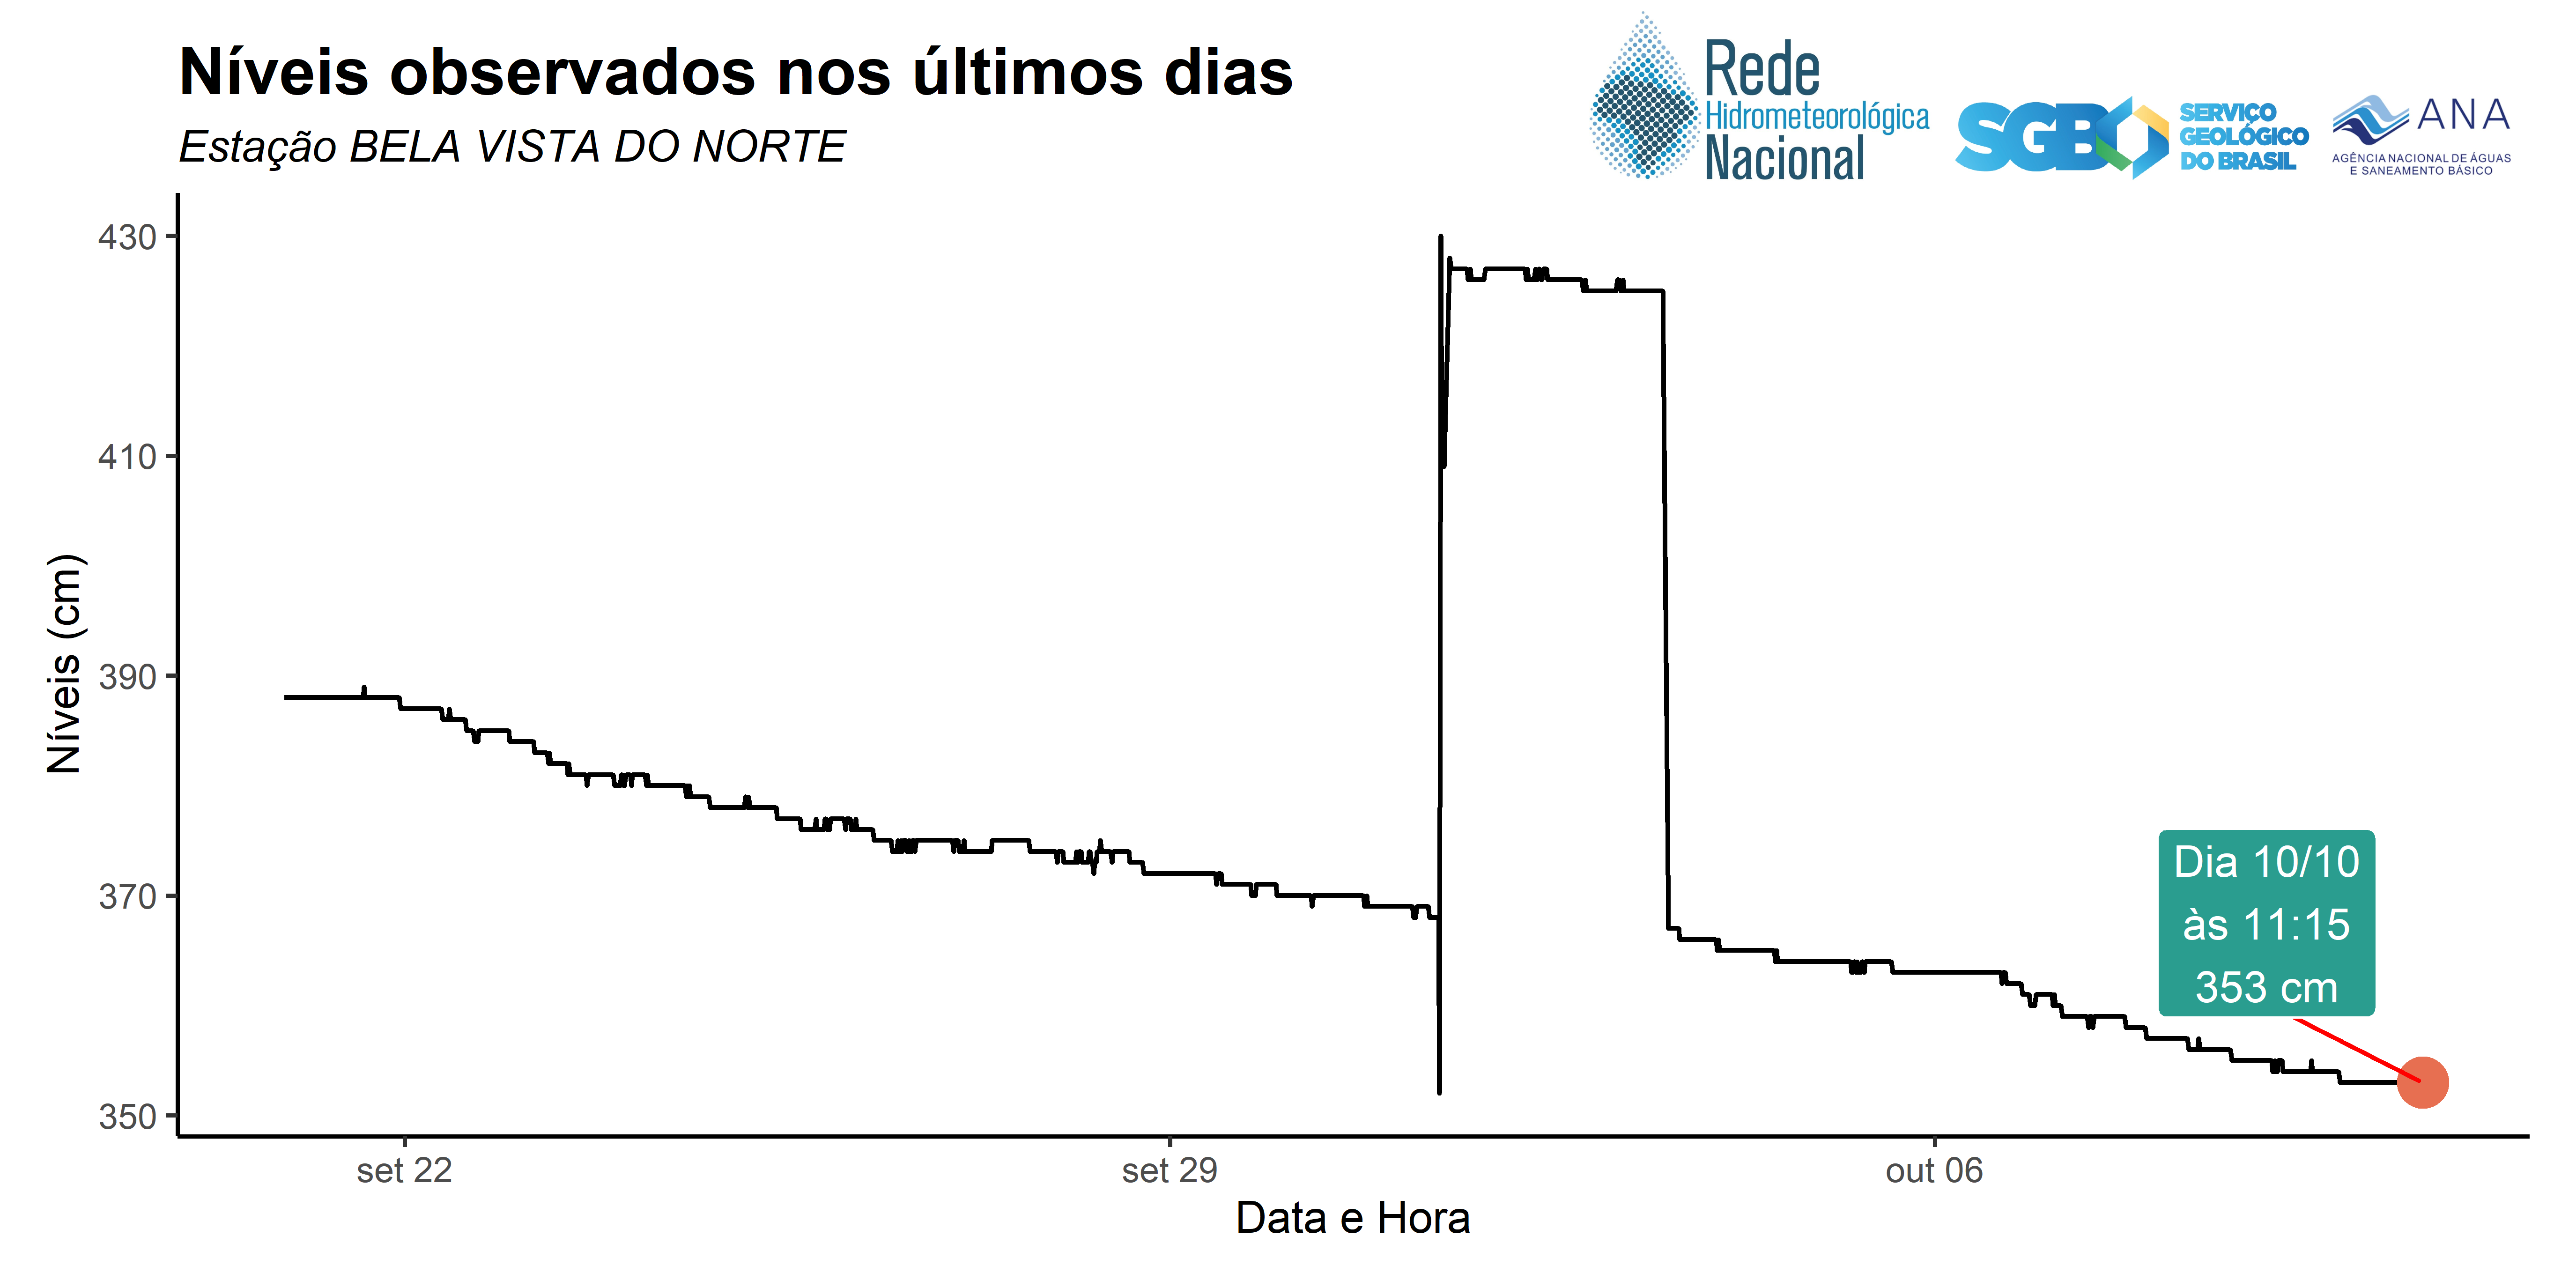 Níveis observados nos últimos dias
Estação BELA VISTA DO NORTE
Rede
Hidrometeorológica
Nacional
SGB
SERVIÇO
GEOLÓGICO
DO BRASIL
ANA
AGÊNCIA NACIONAL DE ÁGUAS
E SANEAMENTO BÁSICO
Níveis (cm)
430
410
390
370
350
Dia 10/10
às 11:15
353 cm
set 22
set 29
out 06
Data e Hora